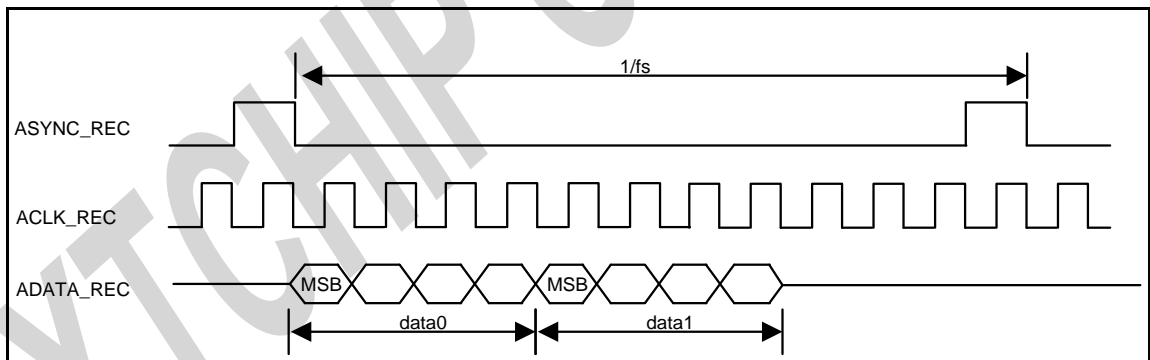 1/fs
ASYNC_REC
ACLK_REC
ADATA_REC
MSB
MSB
data0
data1